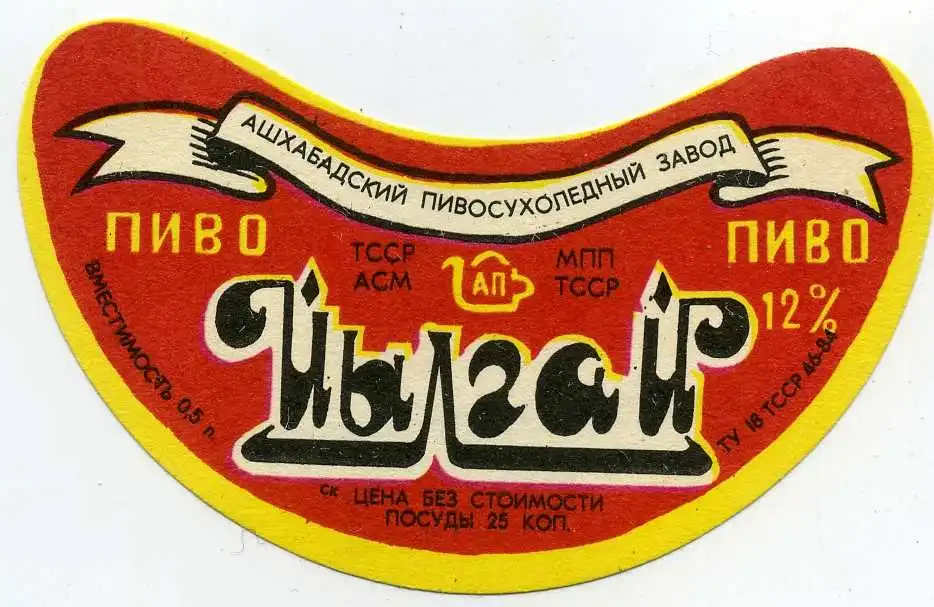 АШХАБАДСКИЙ ПИВОСУХОЛЕДНЫЙ ЗАВОД
ПИВО
ТССР
АСМ
АП
МПП
ТССР
ПИВО
12%
Йылгай
ВМЕСТИМОСТЬ 0,5 л.
ТУ 18 ТССР 46-84
ск ЦЕНА БЕЗ СТОИМОСТИ
ПОСУДЫ 25 КОП.